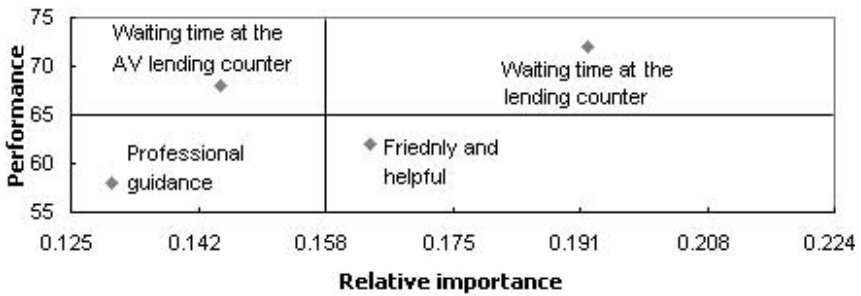 75
Waiting time at the
AV lending counter
70
Waiting time at the
lending counter
65
Performance
Professional
guidance
Friednly and
helpful
60
55
0.125 0.142 0.158 0.175 0.191 0.208 0.224
Relative importance